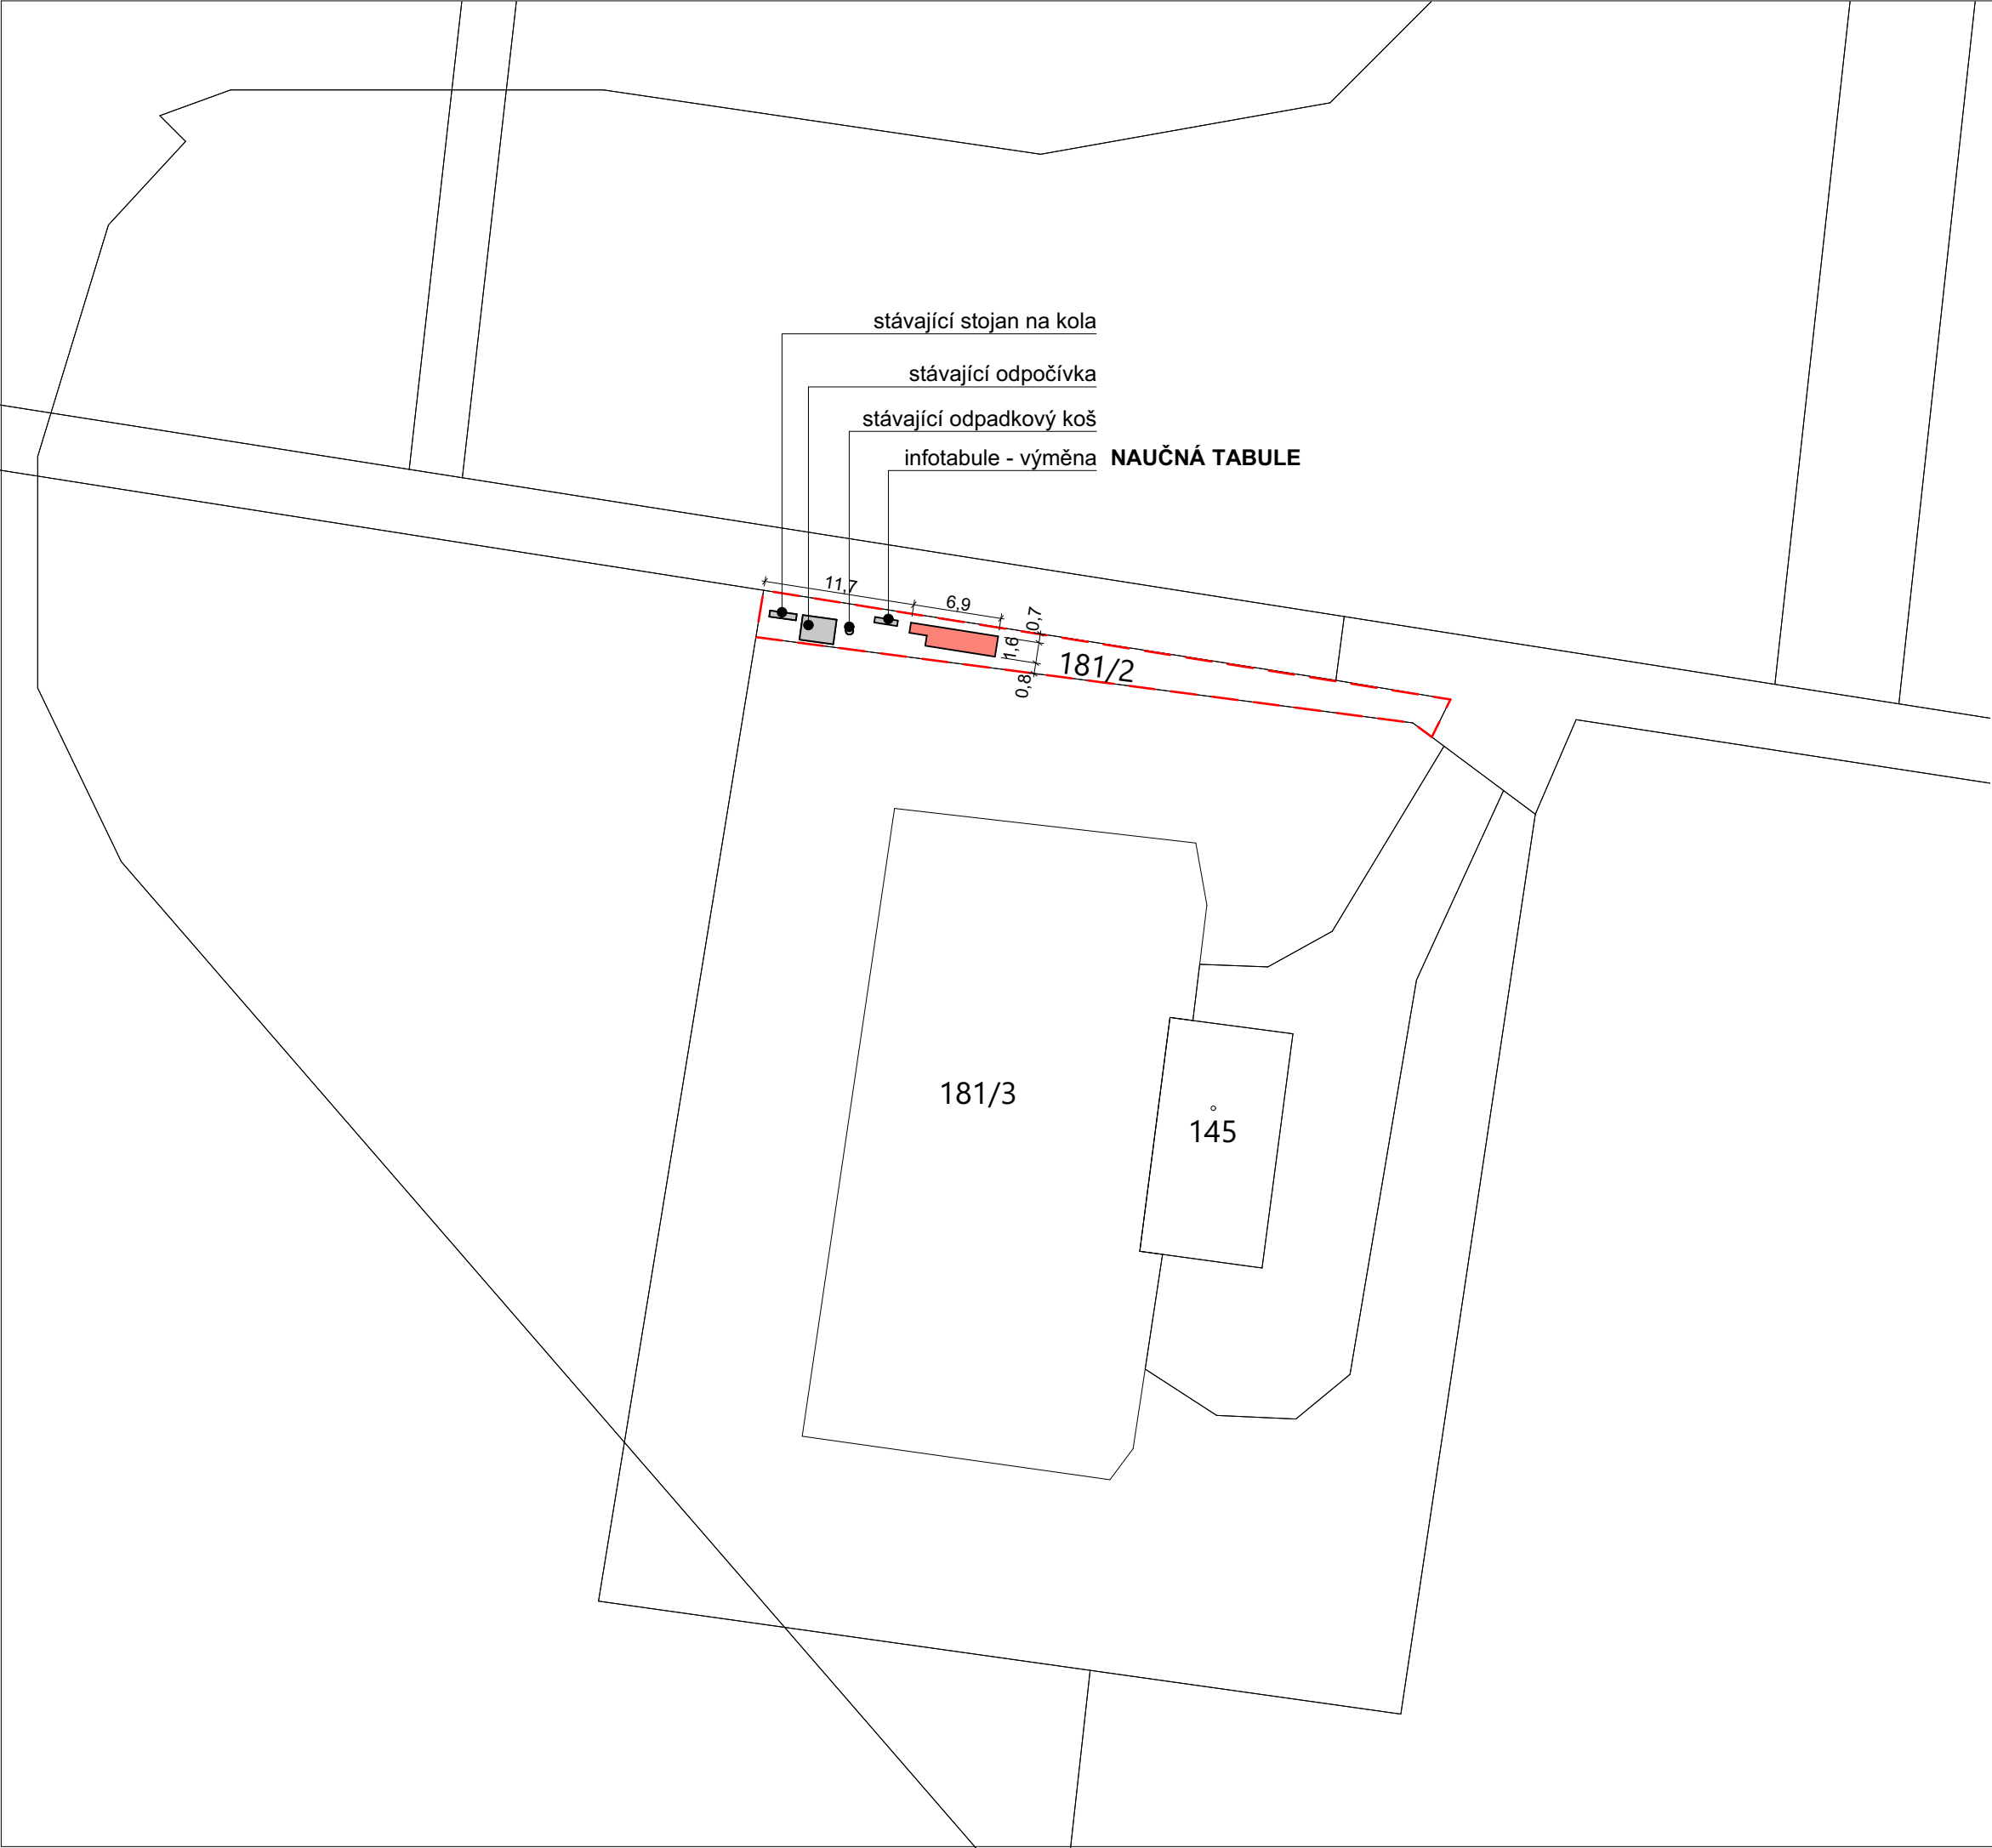 stávající stojan na kola
stávající odpočívka
stávající odpadkový koš
infotabule - výměna NAUČNÁ TABULE
11,7
6,9
0,7
1,6
0,8
181/2
181/3
145